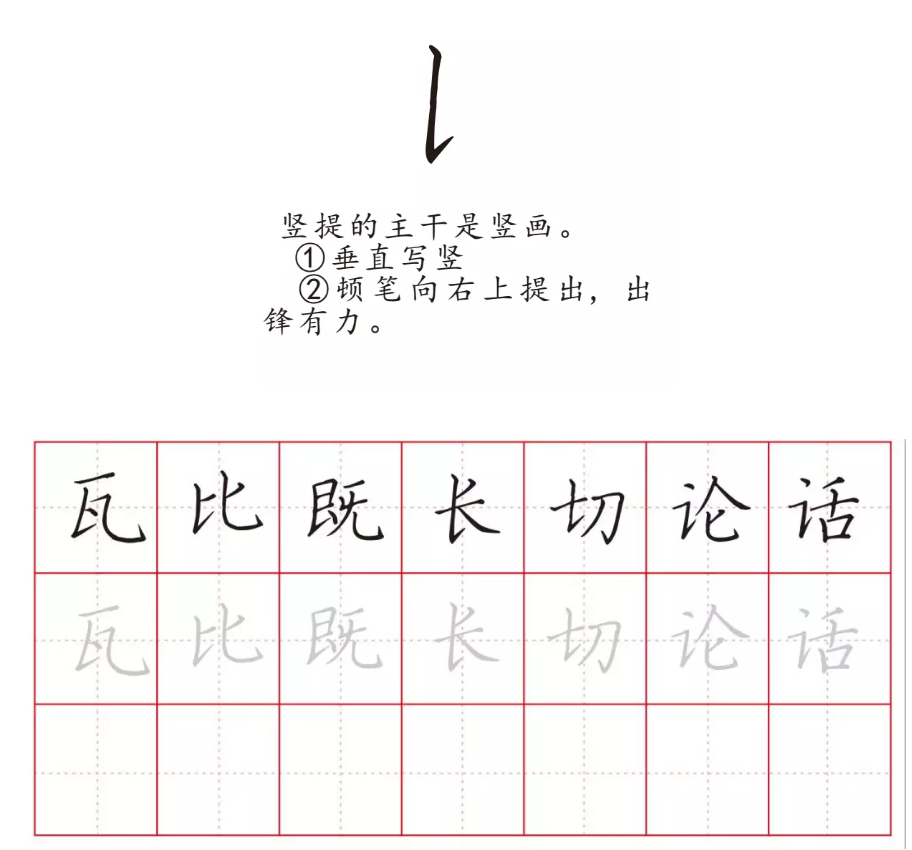 竖提的主干是竖画。
①垂直写竖
②顿笔向右上提出，出
锋有力。
瓦 比 既 长 切 论 话
瓦 比 既 长 切 论 话